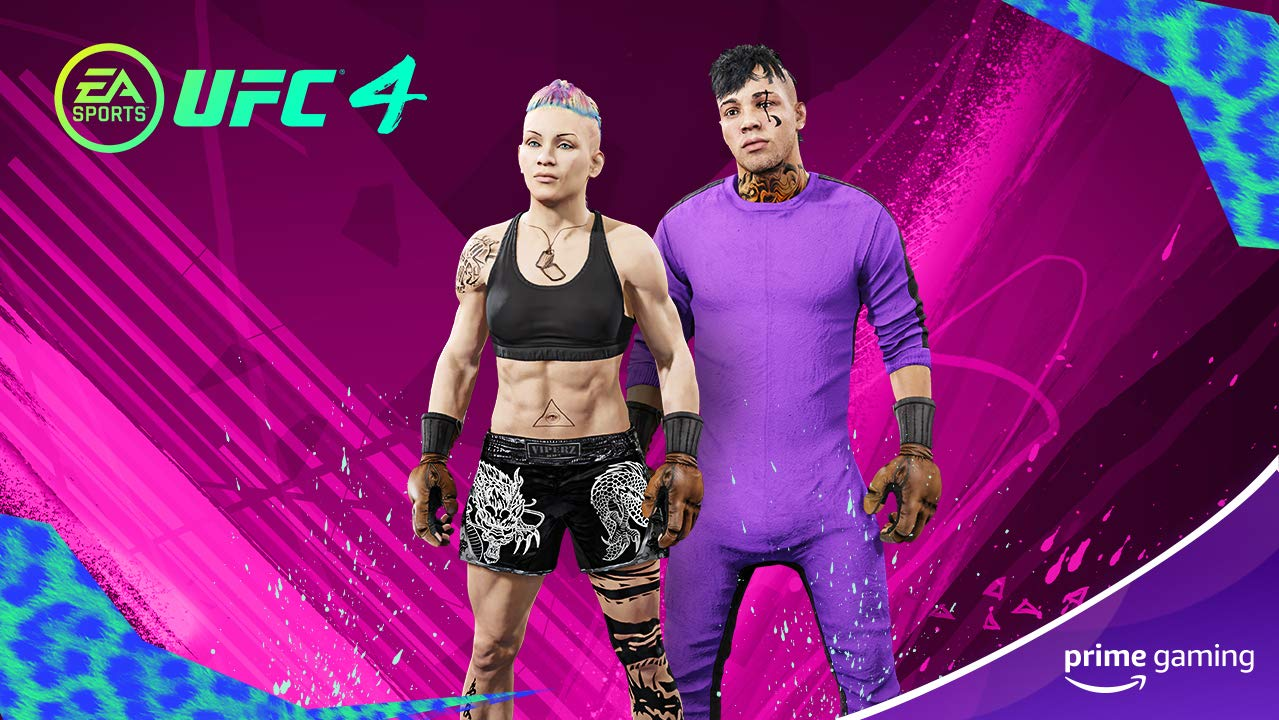 EA
SPORTS
UFC 4
VIPERZ
prime gaming